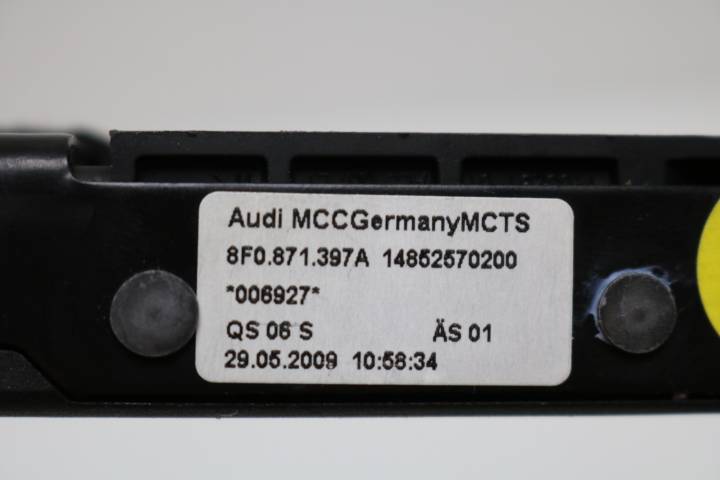 Audi MCCGermanyMCTS
8F0.871.397A 14852570200
*006927*
QS 06 S ÄS 01
29.05.2009 10:58:34